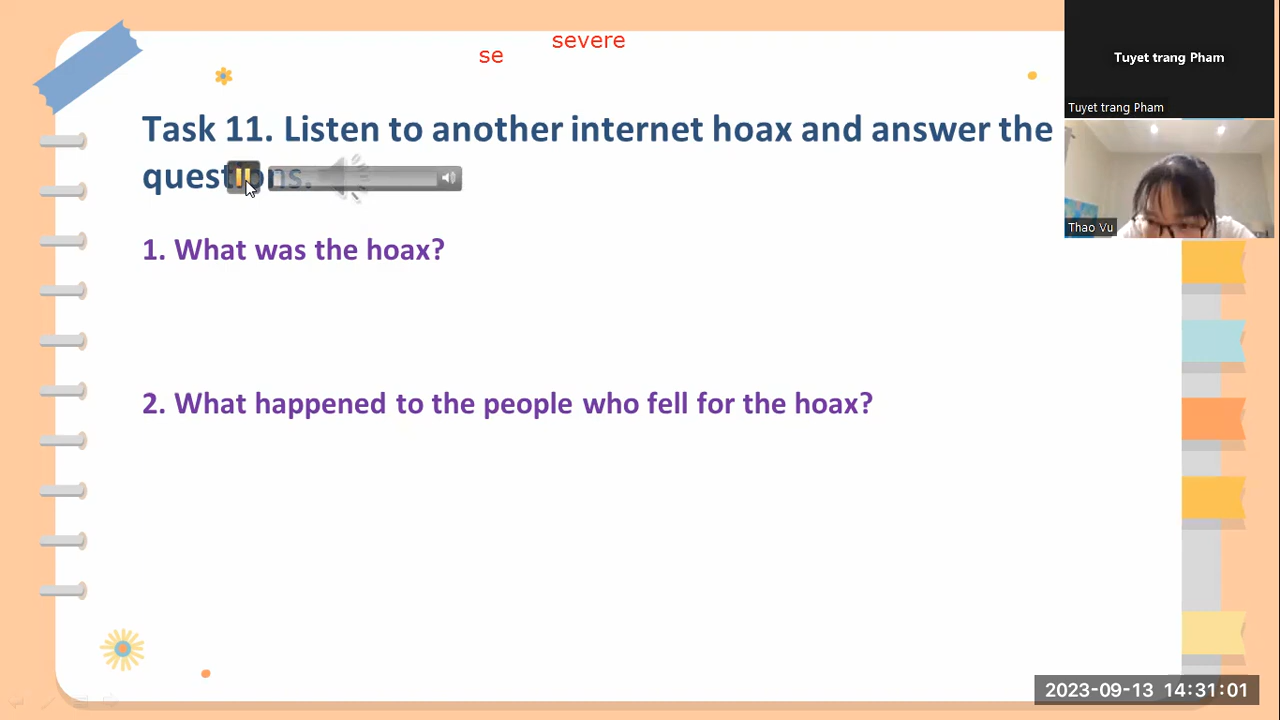 severe
se
Tuyet trang Pham
Tuyet trang Pham
Task 11. Listen to another internet hoax and answer the
questions.
Thao Vu
1. What was the hoax?
2. What happened to the people who fell for the hoax?
2023-09-13 14:31:01